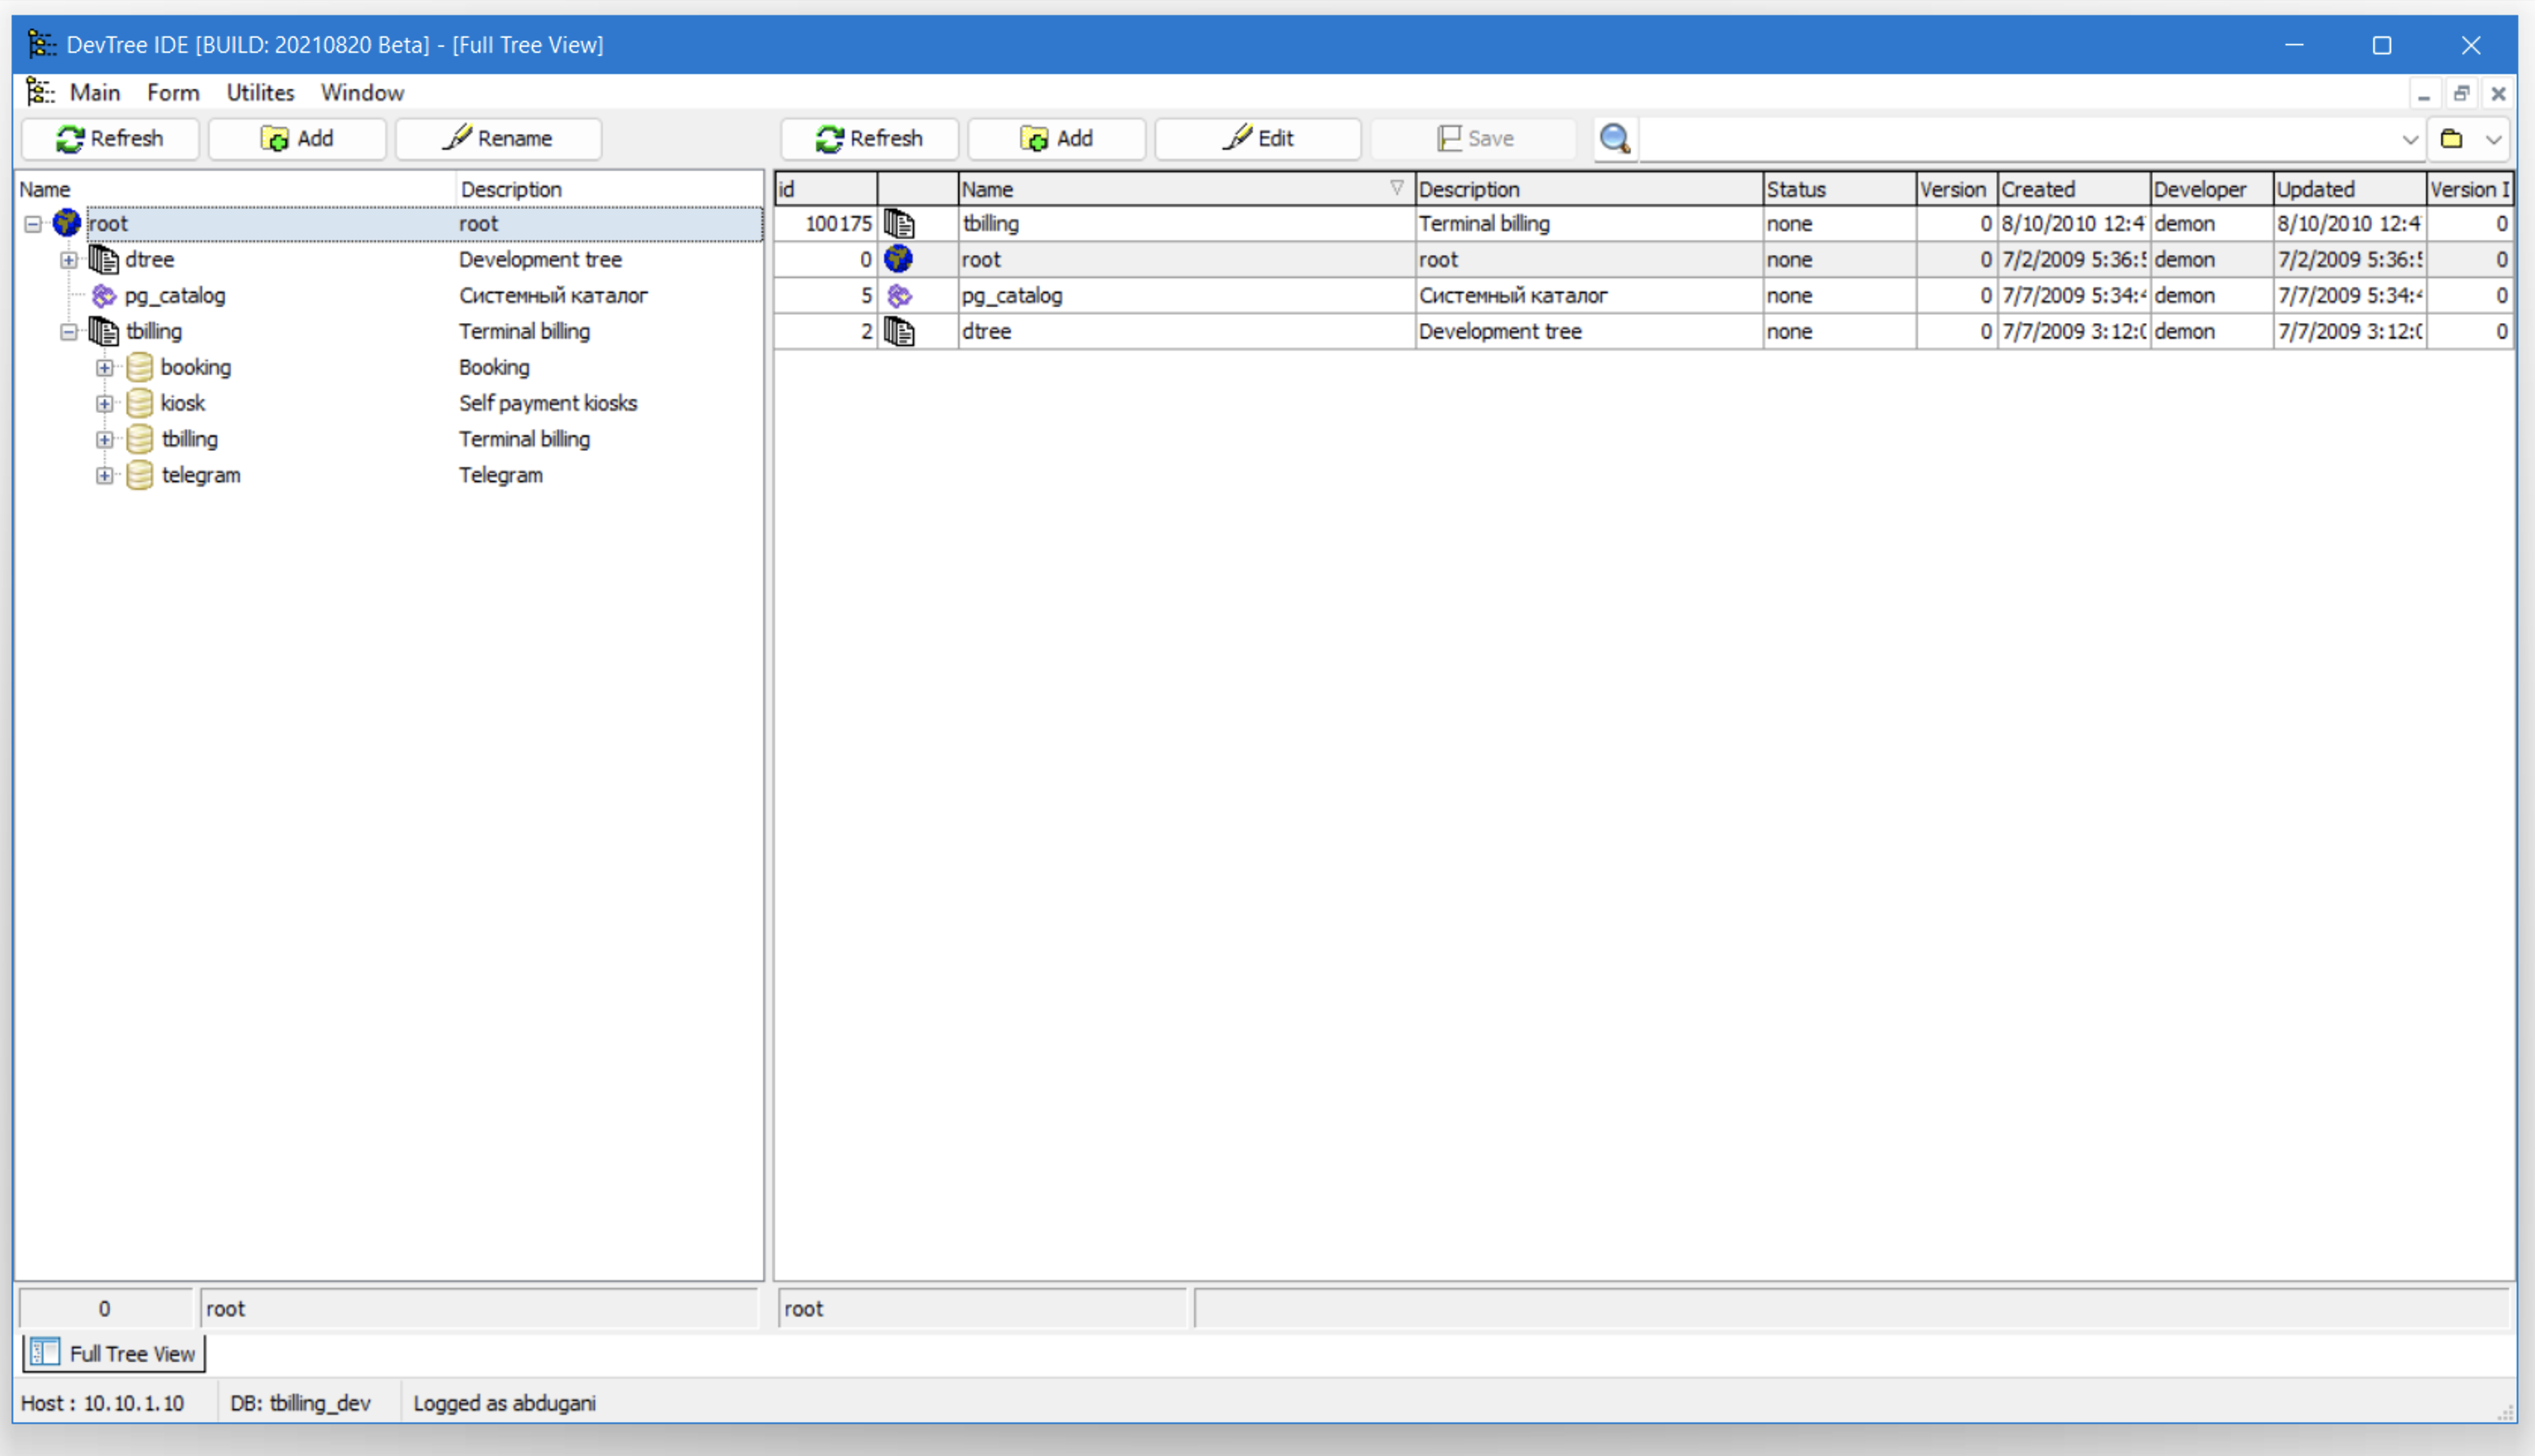 DevTree IDE [BUILD: 20210820 Beta] - [Full Tree View]
Main Form Utilites Window
Refresh Add Rename Refresh Add Edit Save
Name Description
root root
dtree Development tree
pg_catalog Системный каталог
tbilling Terminal billing
booking Booking
kiosk Self payment kiosks
tbilling Terminal billing
telegram Telegram
id Name Description Status Version Created Developer Updated Version I
100175 tbilling Terminal billing none 0 8/10/2010 12:4 demon 8/10/2010 12:4 0
0 root root none 0 7/2/2009 5:36: demon 7/2/2009 5:36: 0
5 pg_catalog Системный каталог none 0 7/7/2009 5:34: demon 7/7/2009 5:34: 0
2 dtree Development tree none 0 7/7/2009 3:12: demon 7/7/2009 3:12: 0
0 root root
Full Tree View
Host : 10.10.1.10 DB: tbilling_dev Logged as abdugani